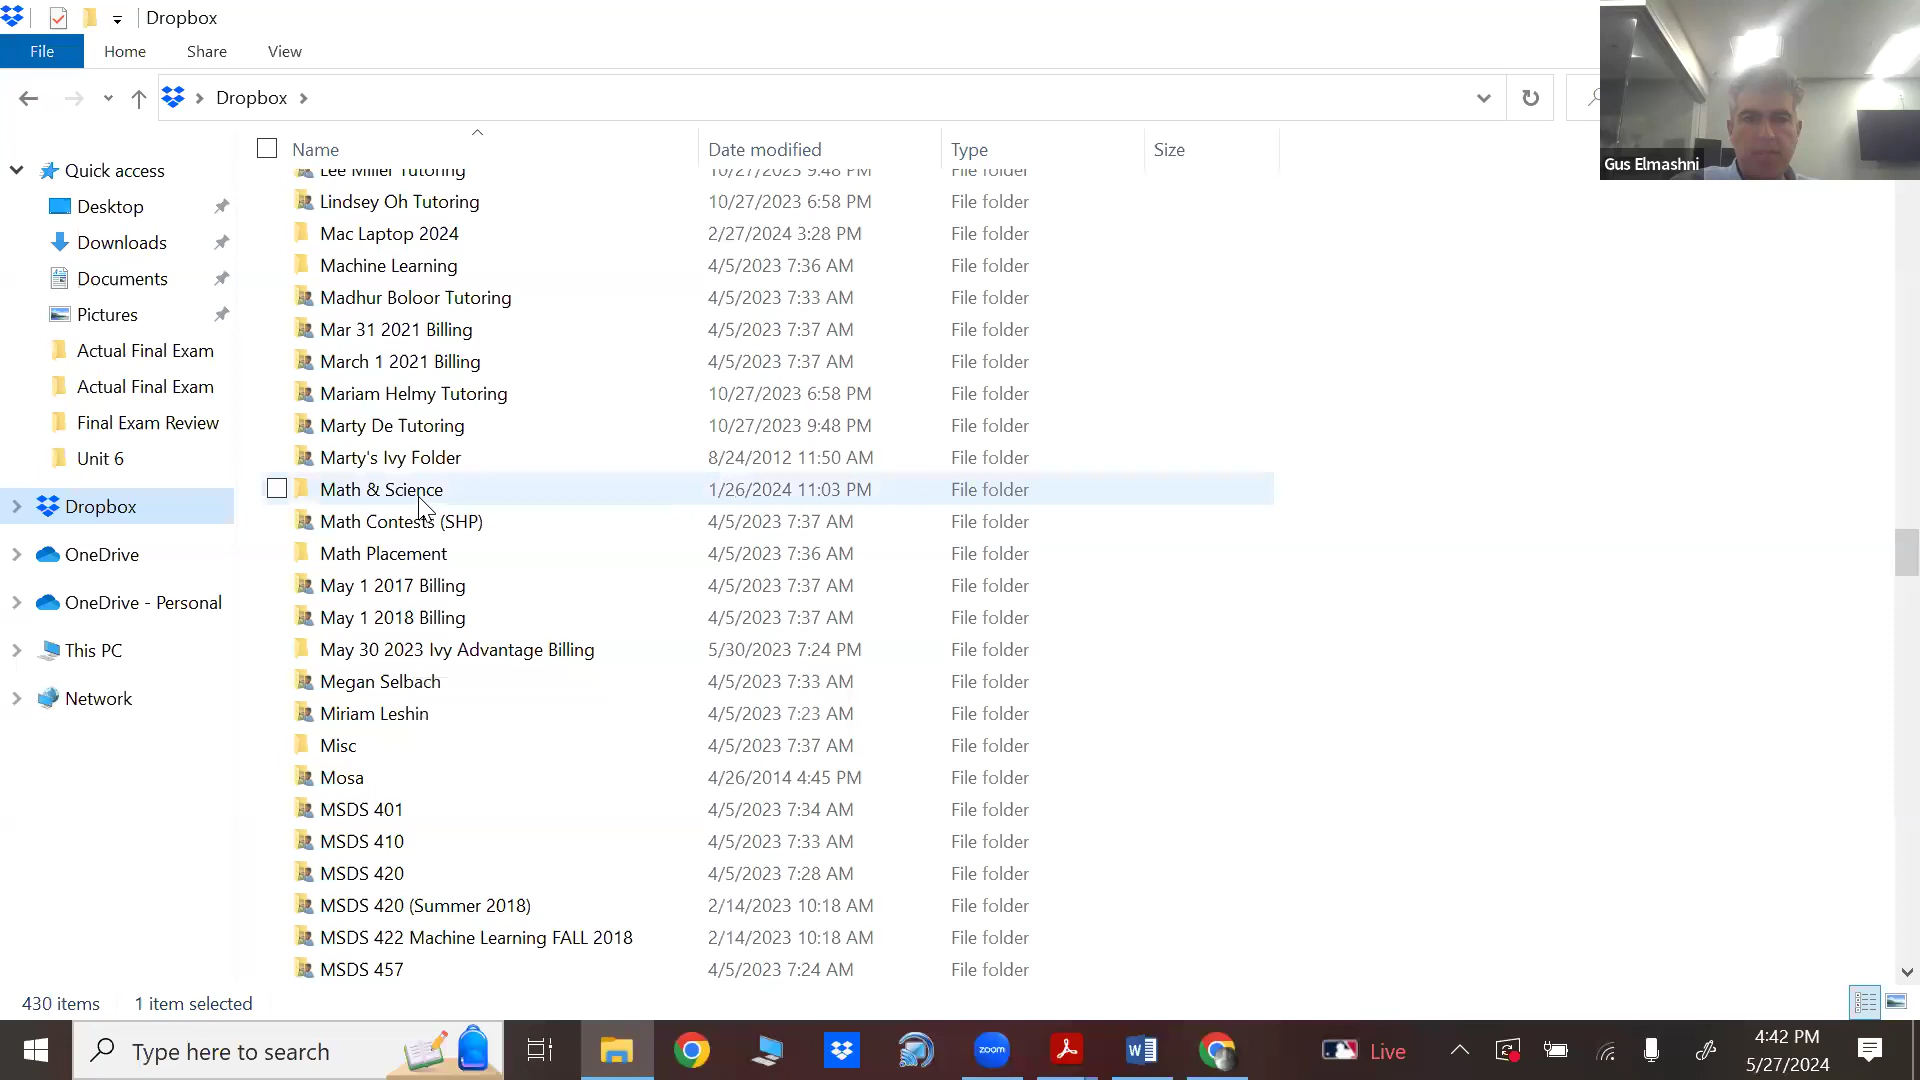 Dropbox
File Home Share View
Dropbox
Gus Elmashni
Name Date modified Type Size
Quick access
Desktop
Downloads
Documents
Pictures
Actual Final Exam
Actual Final Exam
Final Exam Review
Unit 6
Dropbox
OneDrive
OneDrive - Personal
This PC
Network
Lee Miller Tutoring 10/27/2023 9:48 PM File folder
Lindsey Oh Tutoring 10/27/2023 6:58 PM File folder
Mac Laptop 2024 2/27/2024 3:28 PM File folder
Machine Learning 4/5/2023 7:36 AM File folder
Madhur Boloor Tutoring 4/5/2023 7:33 AM File folder
Mar 31 2021 Billing 4/5/2023 7:37 AM File folder
March 1 2021 Billing 4/5/2023 7:37 AM File folder
Mariam Helmy Tutoring 10/27/2023 6:58 PM File folder
Marty De Tutoring 10/27/2023 9:48 PM File folder
Marty's Ivy Folder 8/24/2012 11:50 AM File folder
Math & Science 1/26/2024 11:03 PM File folder
Math Contests (SHP) 4/5/2023 7:37 AM File folder
Math Placement 4/5/2023 7:36 AM File folder
May 1 2017 Billing 4/5/2023 7:37 AM File folder
May 1 2018 Billing 4/5/2023 7:37 AM File folder
May 30 2023 Ivy Advantage Billing 5/30/2023 7:24 PM File folder
Megan Selbach 4/5/2023 7:33 AM File folder
Miriam Leshin 4/5/2023 7:23 AM File folder
Misc 4/5/2023 7:37 AM File folder
Mosa 4/26/2014 4:45 PM File folder
MSDS 401 4/5/2023 7:34 AM File folder
MSDS 410 4/5/2023 7:33 AM File folder
MSDS 420 4/5/2023 7:28 AM File folder
MSDS 420 (Summer 2018) 2/14/2023 10:18 AM File folder
MSDS 422 Machine Learning FALL 2018 2/14/2023 10:18 AM File folder
MSDS 457 4/5/2023 7:24 AM File folder
430 items 1 item selected
Type here to search
zoom
Live
4:42 PM
5/27/2024